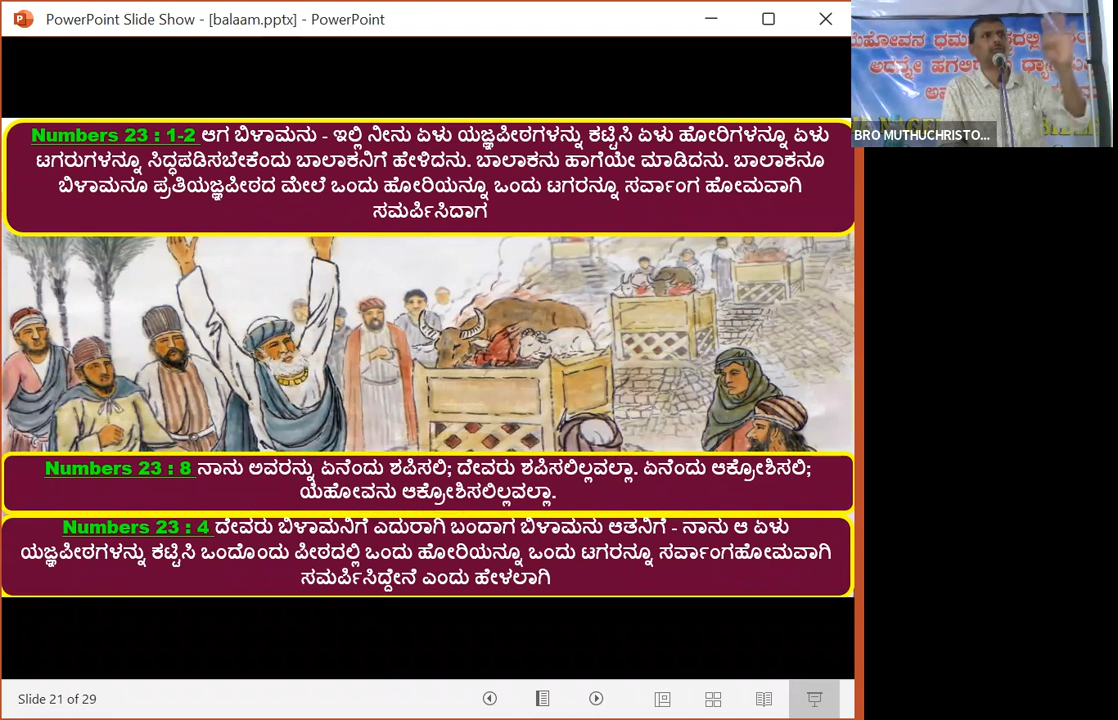 PowerPoint Slide Show - [balaam.pptx] - PowerPoint
Numbers 23 : 1-2 ಆಗ ಬಿಳಾಮನು - ಇಲ್ಲಿ ನೀನು ಏಳು ಯಜ್ಞಪೀಠಗಳನ್ನು ಕಟ್ಟಿಸಿ ಏಳು ಹೋರಿಗಳನ್ನೂ ಏಳು
ಟಗರುಗಳನ್ನೂ ಸಿದ್ಧಪಡಿಸಬೇಕೆಂದು ಬಾಲಾಕನಿಗೆ ಹೇಳಿದನು. ಬಾಲಾಕನು ಹಾಗೆಯೇ ಮಾಡಿದನು. ಬಾಲಾಕನೂ
ಬಿಳಾಮನೂ ಪ್ರತಿಯಜ್ಞಪೀಠದ ಮೇಲೆ ಒಂದು ಹೋರಿಯನ್ನೂ ಒಂದು ಟಗರನ್ನೂ ಸರ್ವಾಂಗ ಹೋಮವಾಗಿ
ಸಮರ್ಪಿಸಿದಾಗ
Numbers 23 : 8 ನಾನು ಅವರನ್ನು ಏನೆಂದು ಶಪಿಸಲಿ; ದೇವರು ಶಪಿಸಲಿಲ್ಲವಲ್ಲಾ. ಏನೆಂದು ಆಕ್ರೋಶಿಸಲಿ;
ಯೆಹೋವನು ಆಕ್ರೋಶಿಸಲಿಲ್ಲವಲ್ಲಾ.
Numbers 23 : 4 ದೇವರು ಬಿಳಾಮನಿಗೆ ಎದುರಾಗಿ ಬಂದಾಗ ಬಿಳಾಮನು ಆತನಿಗೆ - ನಾನು ಆ ಏಳು
ಯಜ್ಞಪೀಠಗಳನ್ನು ಕಟ್ಟಿಸಿ ಒಂದೊಂದು ಪೀಠದಲ್ಲಿ ಒಂದು ಹೋರಿಯನ್ನೂ ಒಂದು ಟಗರನ್ನೂ ಸರ್ವಾಂಗಹೋಮವಾಗಿ
ಸಮರ್ಪಿಸಿದ್ದೇನೆ ಎಂದು ಹೇಳಲಾಗಿ
Slide 21 of 29
ಯೆಹೋವನ
ಅದನ್ನೇ
BRO MUTHUCHRISTO...